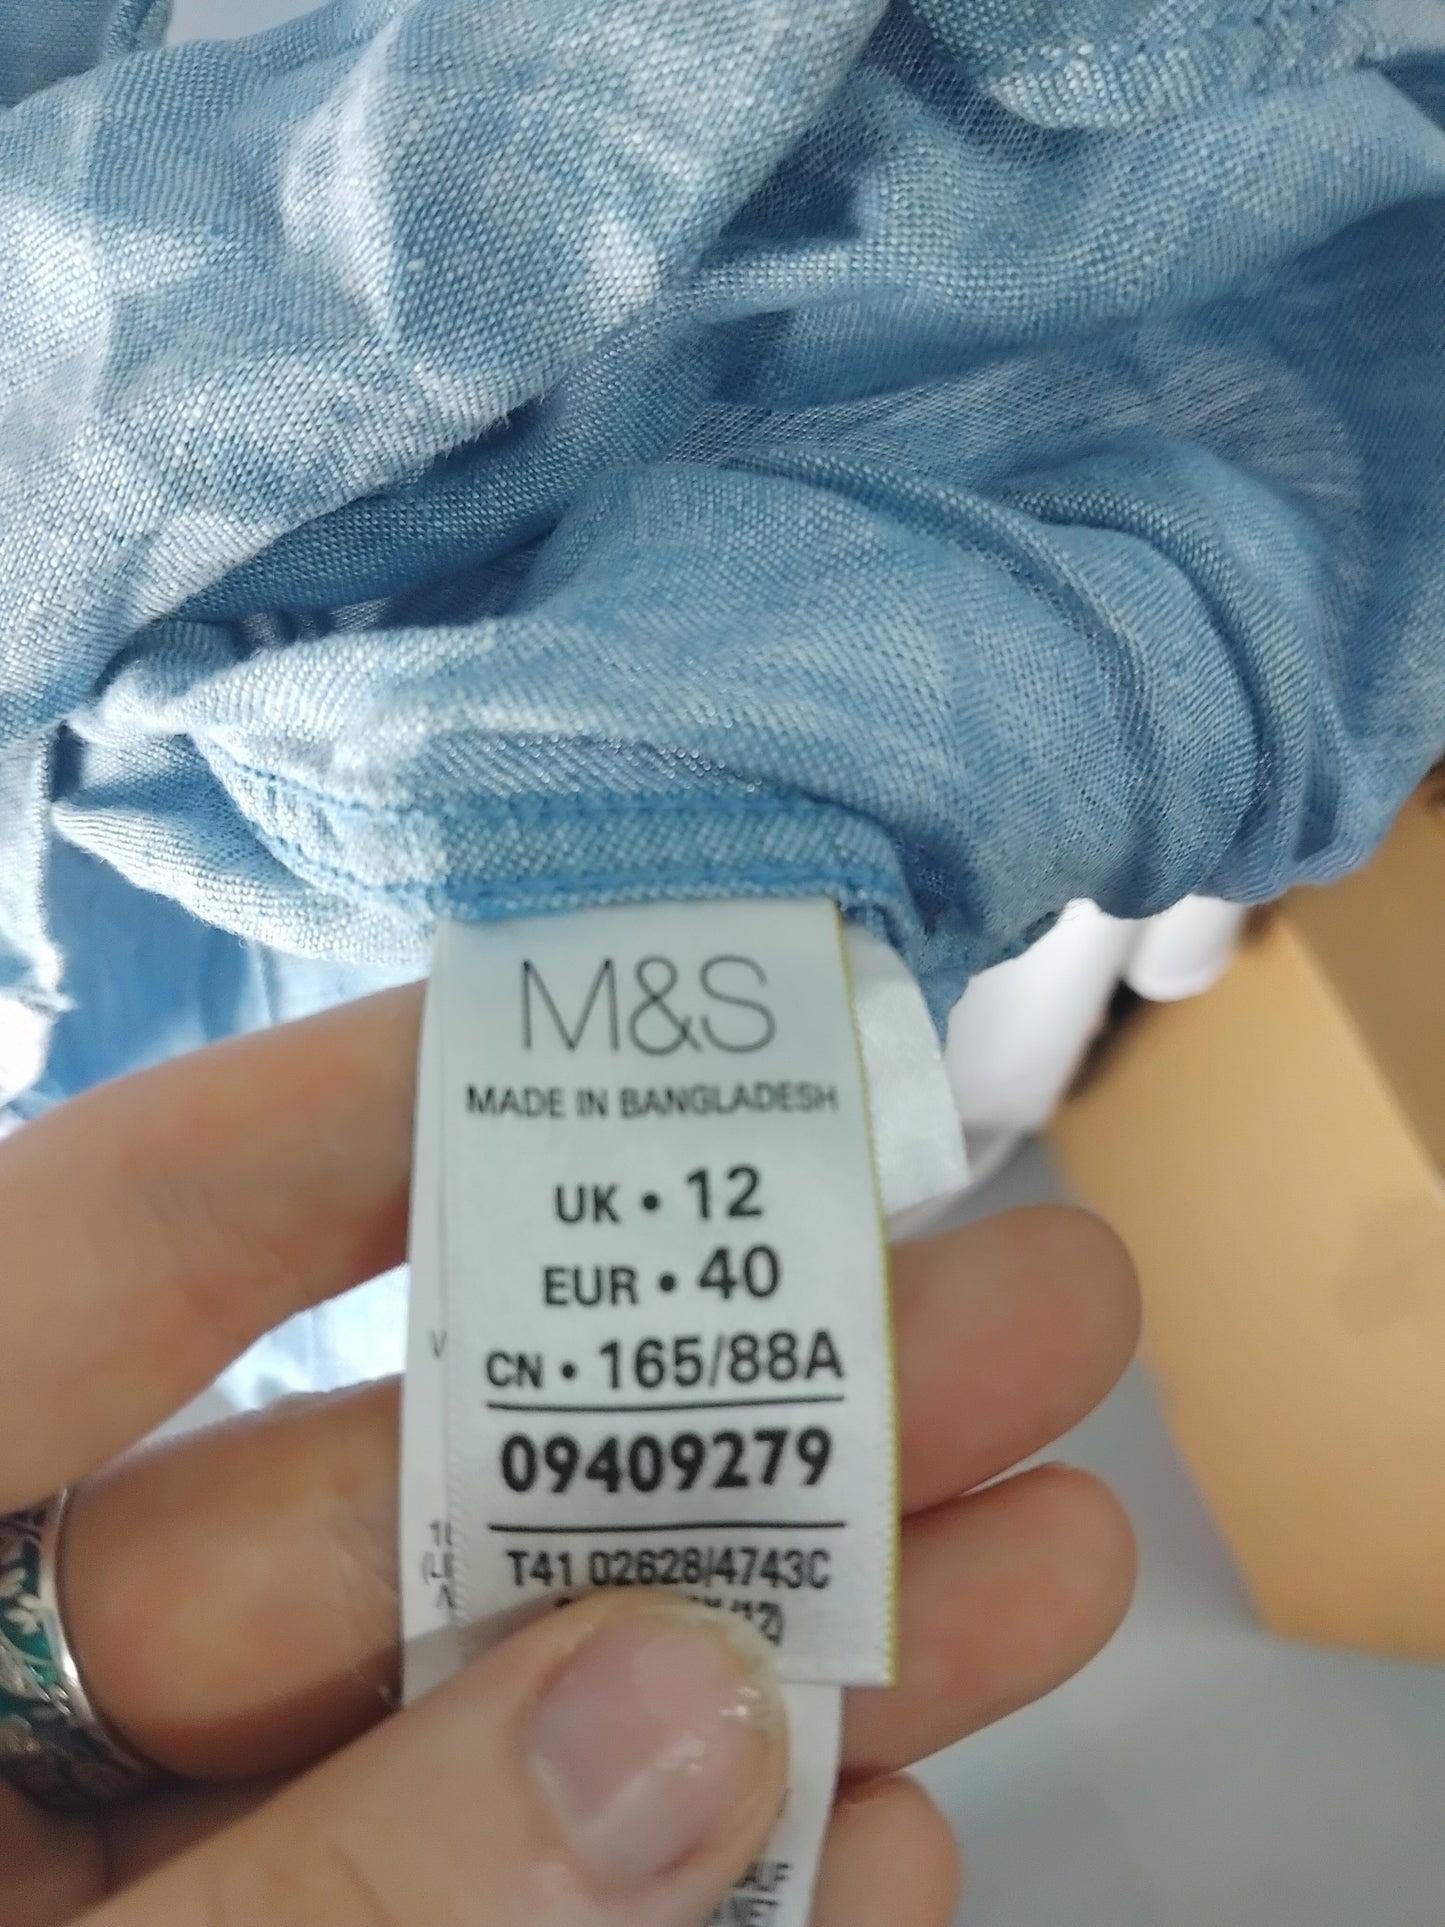 M&S
MADE IN BANGLADESH
UK • 12
EUR • 40
CN • 165/88A
09409279
T41 02628/4743C